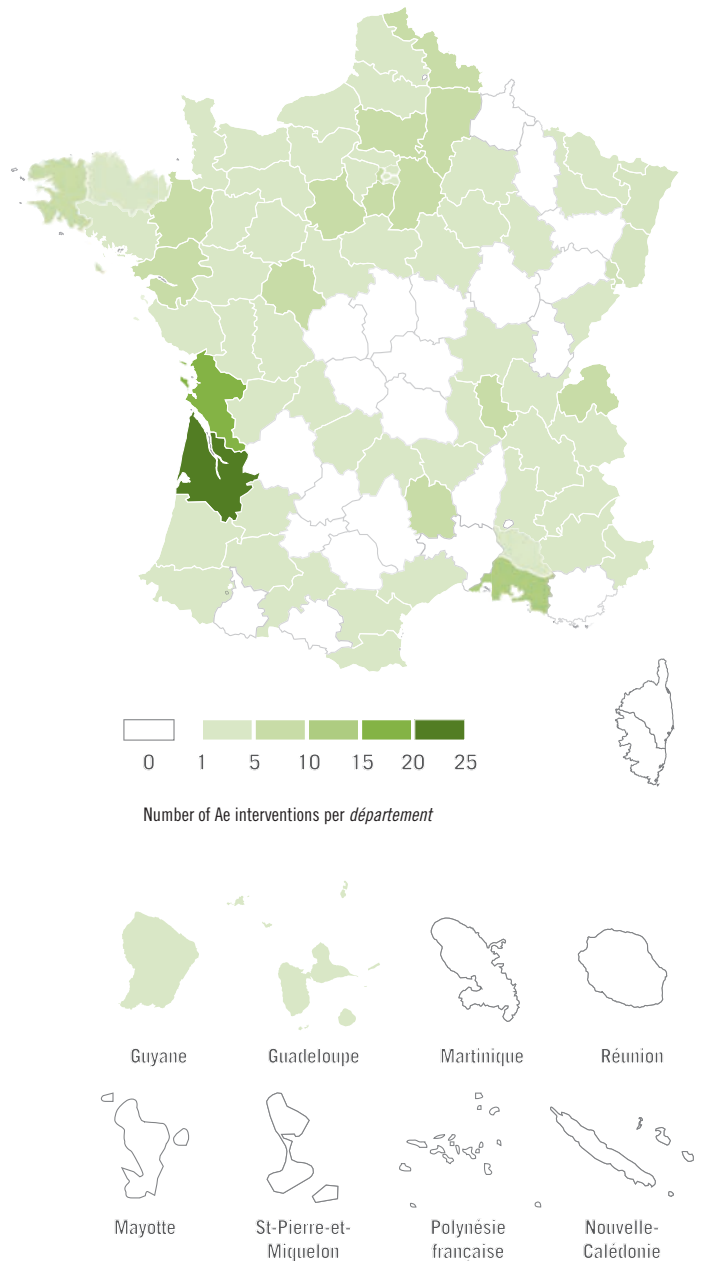 0 1 5 10 15 20 25
Number of Ae interventions per département
Guyane Guadeloupe Martinique Réunion
Mayotte St-Pierre-et- Polynésie Nouvelle-
Miquelon française Calédonie